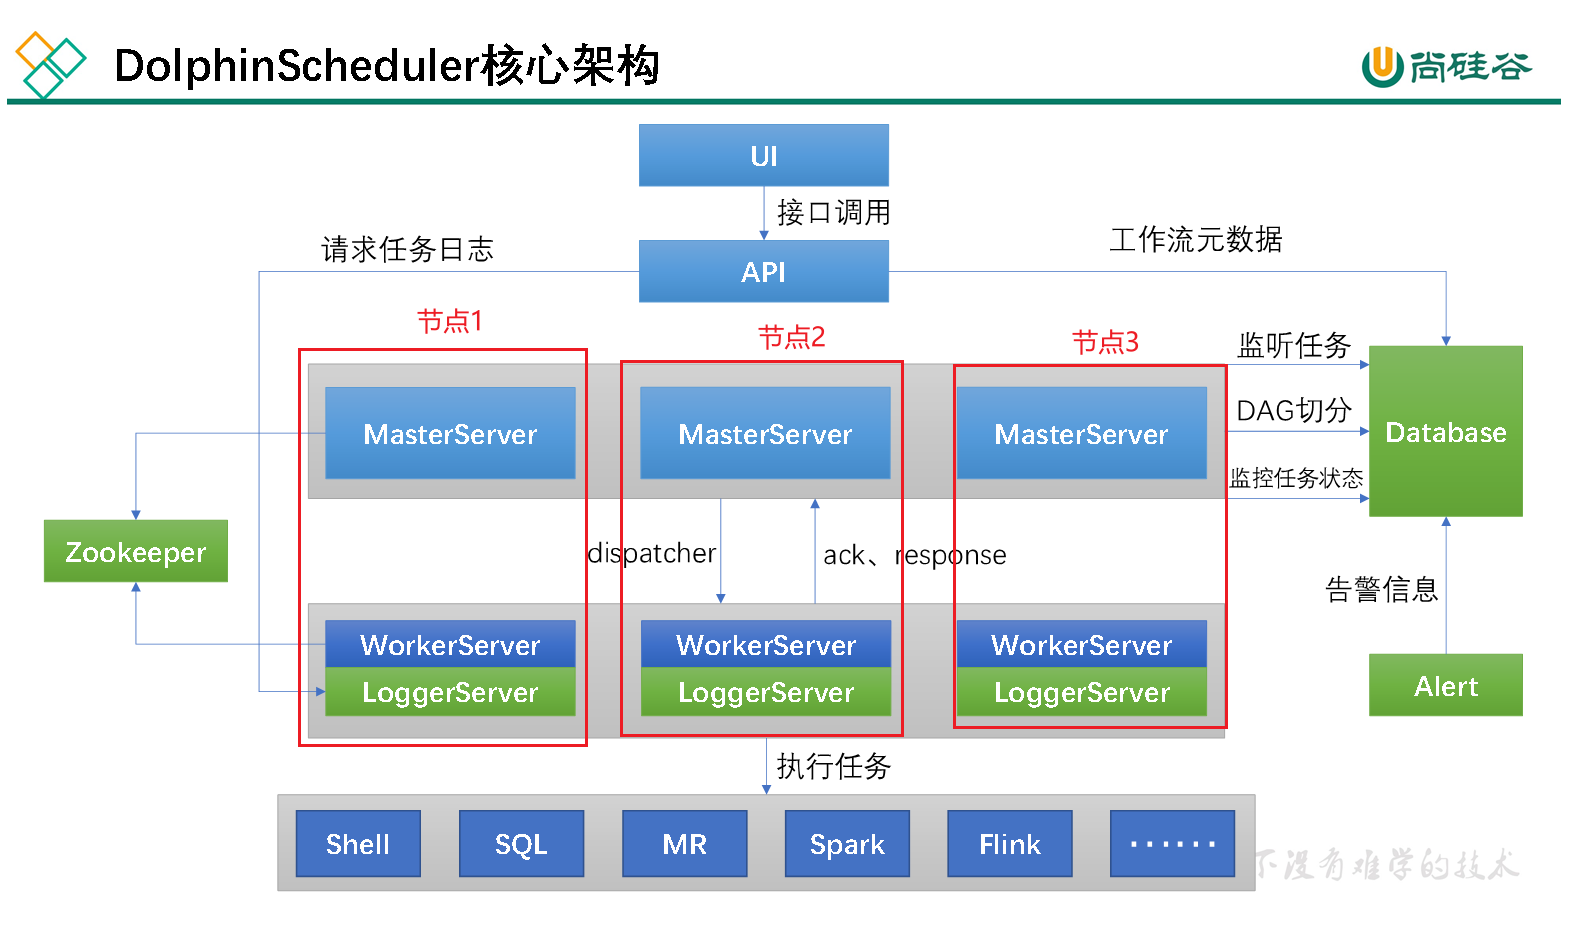 DolphinScheduler核心架构
尚硅谷
UI
接口调用
请求任务日志
API
工作流元数据
节点1
节点2
节点3
监听任务
MasterServer
MasterServer
MasterServer
DAG切分
Database
监控任务状态
Zookeeper
dispatcher
ack、response
告警信息
WorkerServer
WorkerServer
WorkerServer
LoggerServer
LoggerServer
LoggerServer
Alert
执行任务
Shell
SQL
MR
Spark
Flink
······
下没有难学的技术